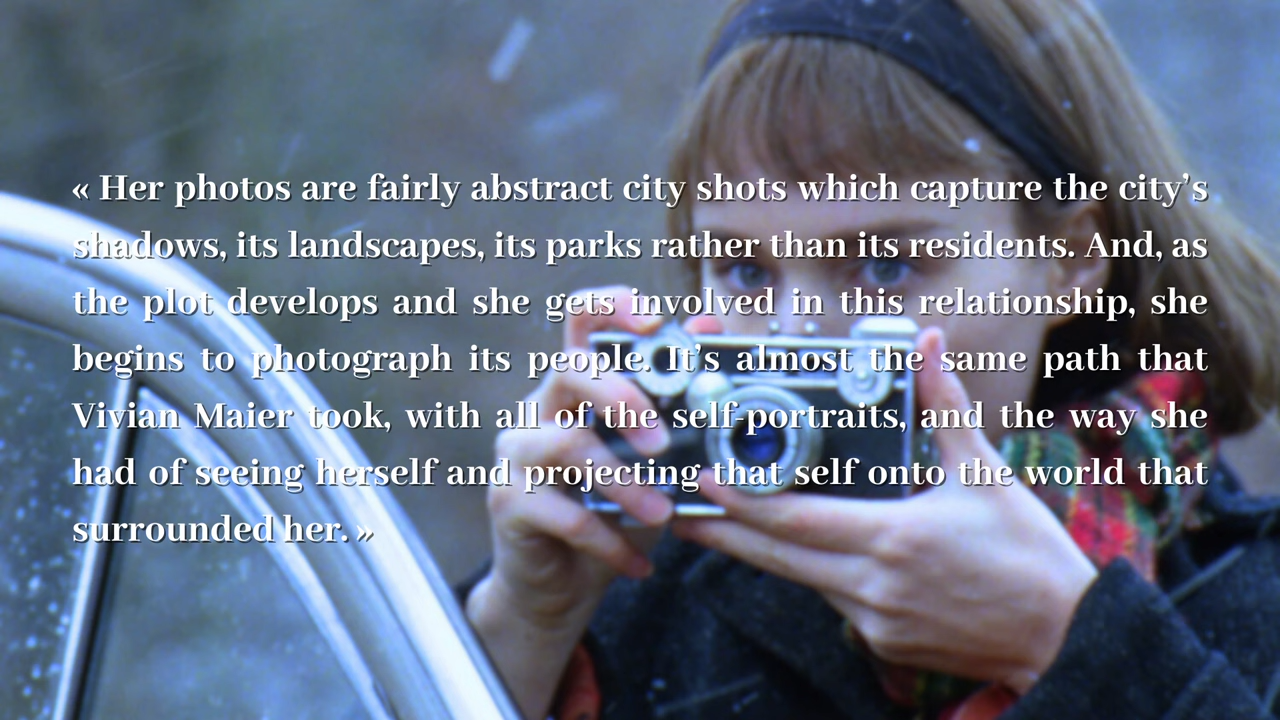 « Her photos are fairly abstract city shots which capture the city’s
shadows, its landscapes, its parks rather than its residents. And, as
the plot develops and she gets involved in this relationship, she
begins to photograph its people. It’s almost the same path that
Vivian Maier took, with all of the self-portraits, and the way she
had of seeing herself and projecting that self onto the world that
surrounded her. »